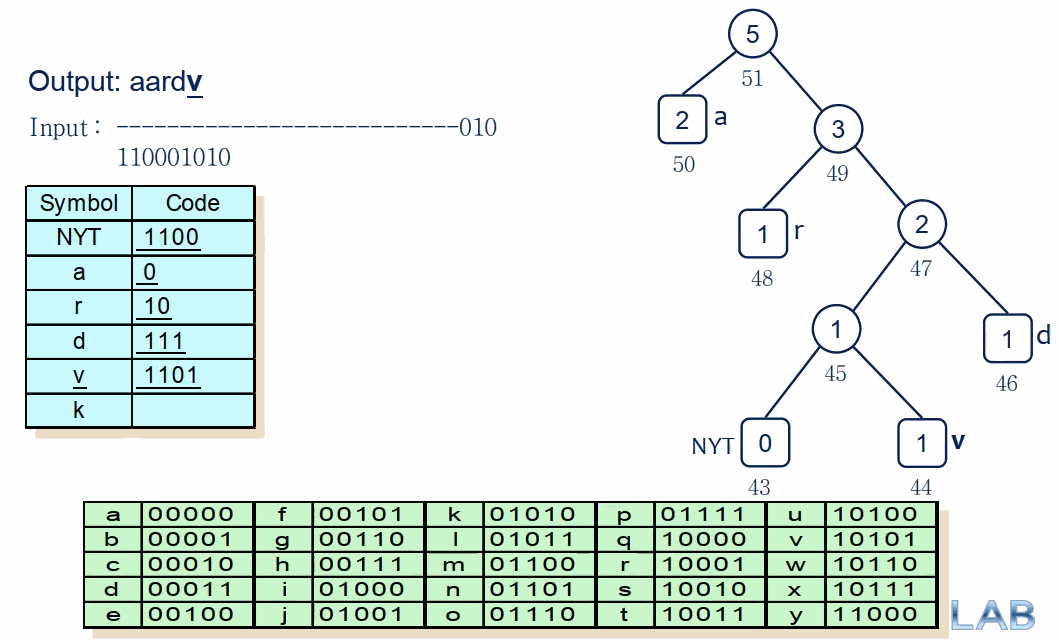 Output: aardv
Input : ---------------------------010
110001010
Symbol Code
NYT 1100
a 0
r 10
d 111
v 1101
k
5
51
2 a
50
3
49
1 r
48
2
47
1
45
1 d
46
NYT 0
43
1 v
44
a 00000 f 00101 k 01010 p 01111 u 10100
b 00001 g 00110 l 01011 q 10000 v 10101
c 00010 h 00111 m 01100 r 10001 w 10110
d 00011 i 01000 n 01101 s 10010 x 10111
e 00100 j 01001 o 01110 t 10011 y 11000
LAB